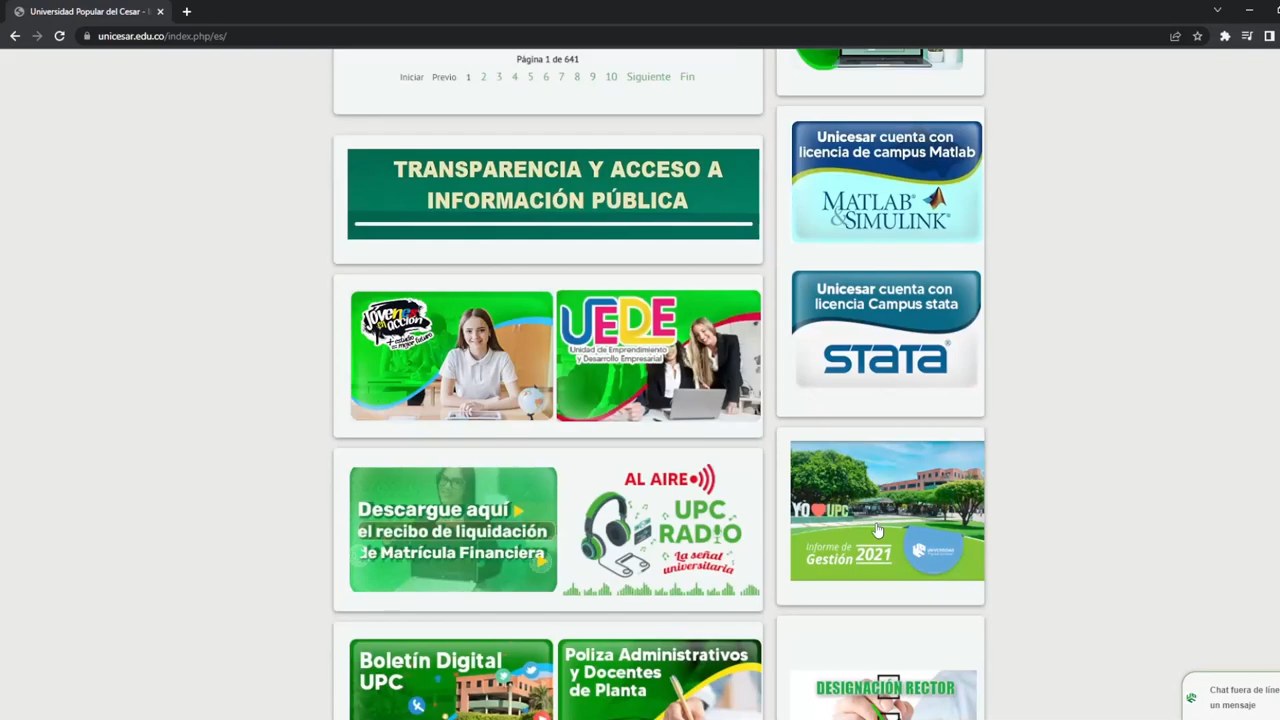 Universidad Popular del Cesar - I
unicesar.edu.co/index.php/es/
Página 1 de 641
Iniciar Previo 1 2 3 4 5 6 7 8 9 10 Siguiente Fin
TRANSPARENCIA Y ACCESO A
INFORMACIÓN PÚBLICA
Jóvenes
en acción
UEDE
Unidad de Emprendimiento
y Desarrollo Empresarial
Descargue aquí
el recibo de liquidación
de Matrícula Financiera
AL AIRE
UPC
RADIO
La señal
universitaria
Boletín Digital
UPC
Poliza Administrativos
y Docentes
de Planta
Unicesar cuenta con
licencia de campus Matlab
MATLAB®
&SIMULINK®
Unicesar cuenta con
licencia Campus stata
STATA®
YO UPC
Informe de
Gestión 2021
DESIGNACIÓN RECTOR
Chat fuera de líne
un mensaje